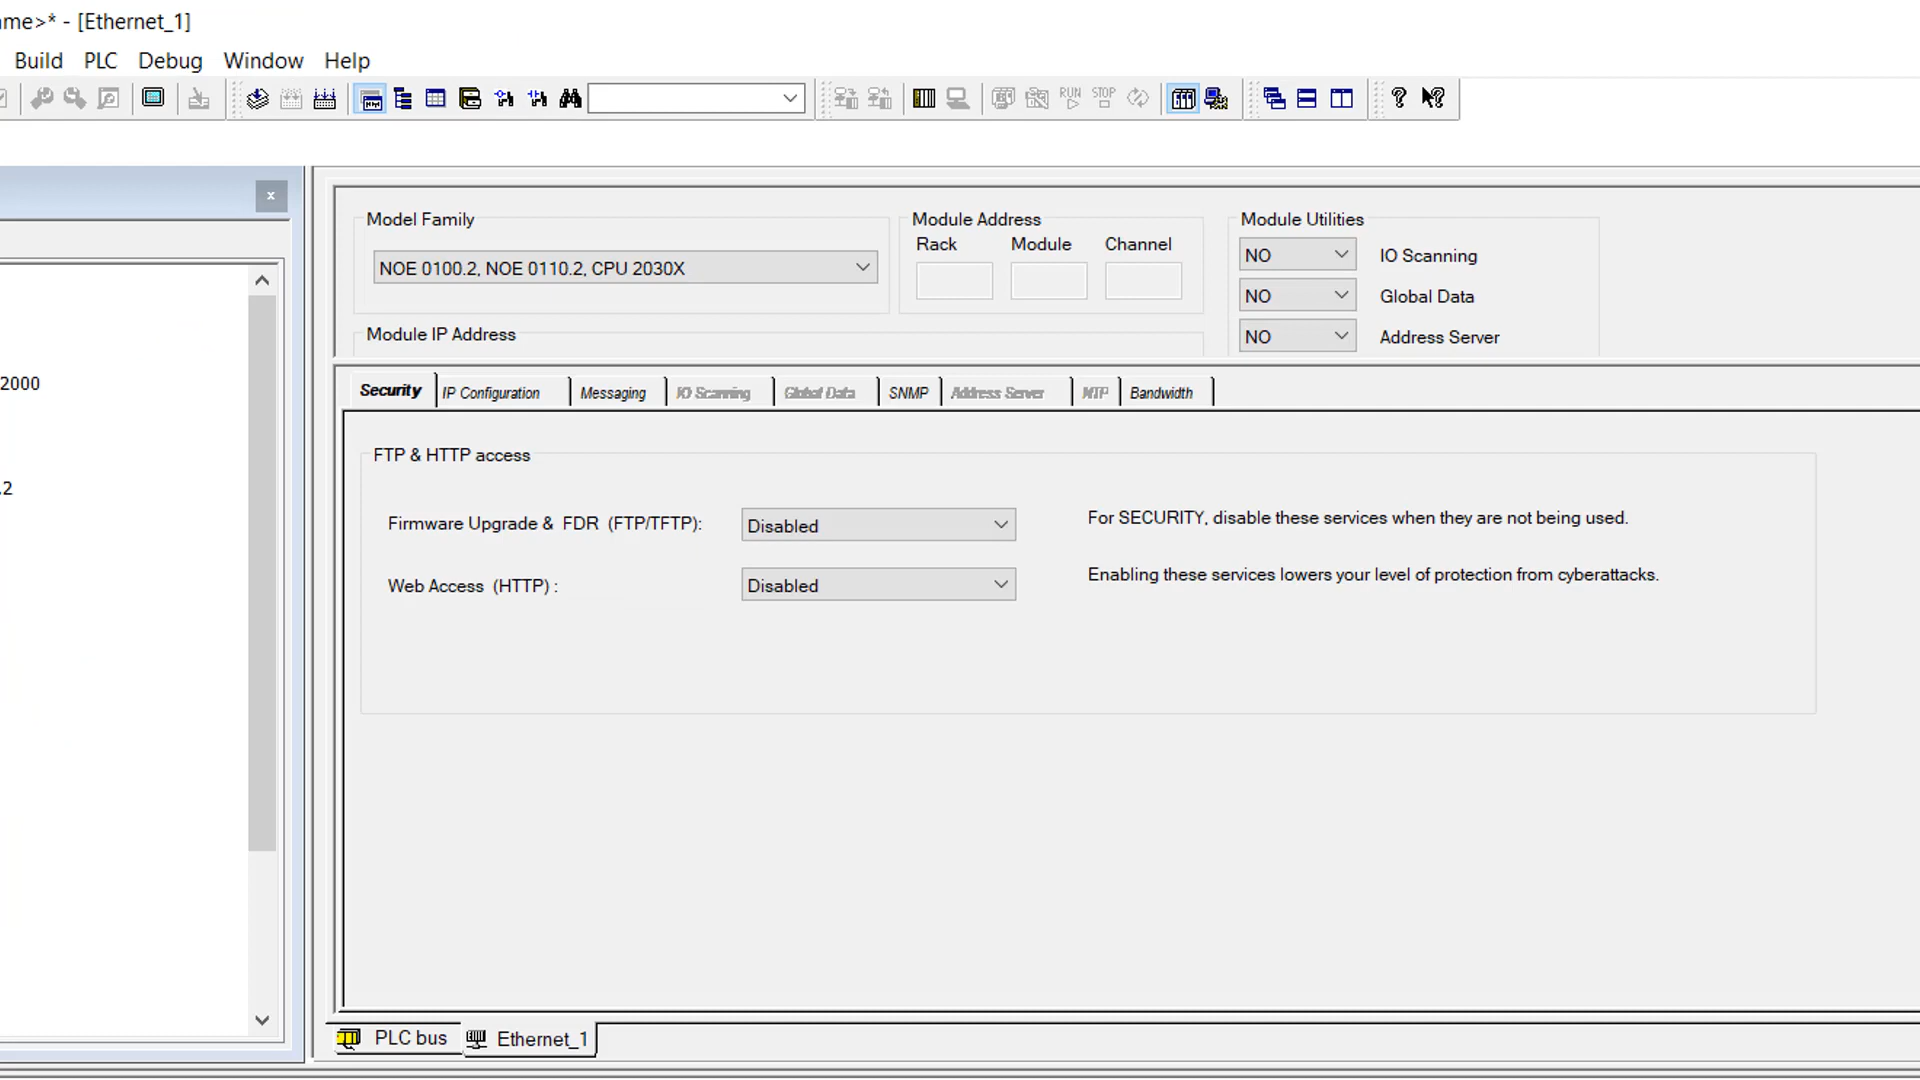 ame>* - [Ethernet_1]
Build PLC Debug Window Help
RUN STOP
Model Family
NOE 0100.2, NOE 0110.2, CPU 2030X
Module Address
Rack Module Channel
Module Utilities
NO IO Scanning
NO Global Data
NO Address Server
Module IP Address
2000
.2
Security IP Configuration Messaging IO Scanning Global Data SNMP Address Server NTP Bandwidth
FTP & HTTP access
Firmware Upgrade & FDR (FTP/TFTP): Disabled
For SECURITY, disable these services when they are not being used.
Web Access (HTTP) : Disabled
Enabling these services lowers your level of protection from cyberattacks.
PLC bus Ethernet_1